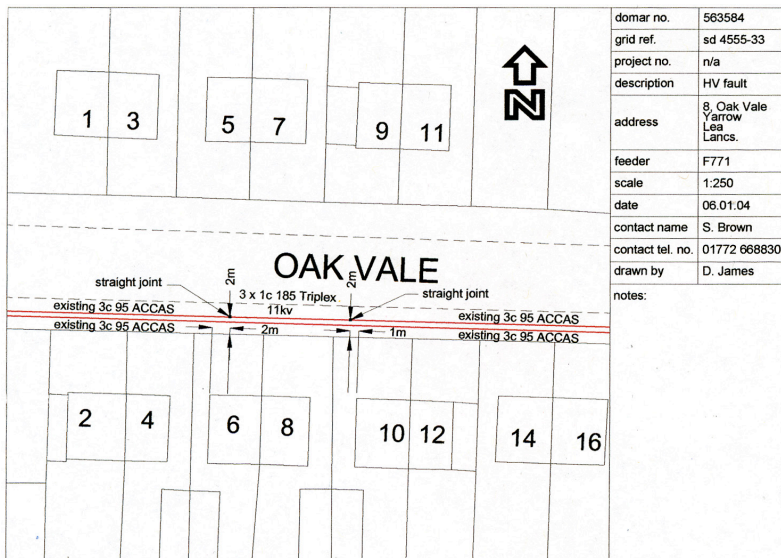 1 3
5 7
9 11
N
OAK VALE
2m
2m
straight joint
3 x 1c 185 Triplex
straight joint
existing 3c 95 ACCAS
11kv
existing 3c 95 ACCAS
existing 3c 95 ACCAS
2m
1m
existing 3c 95 ACCAS
2 4
6 8
10 12
14 16
domar no. 563584
grid ref. sd 4555-33
project no. n/a
description HV fault
address 8, Oak Vale
Yarrow
Lea
Lancs.
feeder F771
scale 1:250
date 06.01.04
contact name S. Brown
contact tel. no. 01772 668830
drawn by D. James
notes: